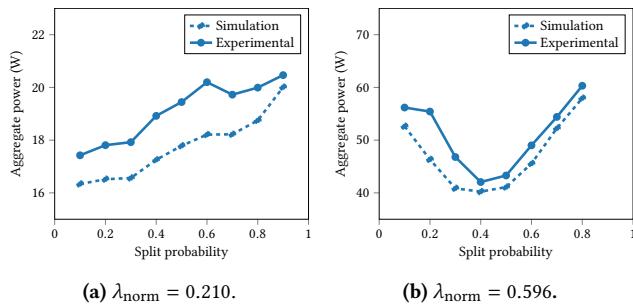 Simulation
Experimental
Aggregate power (W)
22
20
18
16
0 0.2 0.4 0.6 0.8 1
Split probability
(a) λnorm = 0.210.
Simulation
Experimental
Aggregate power (W)
70
60
50
40
0 0.2 0.4 0.6 0.8 1
Split probability
(b) λnorm = 0.596.